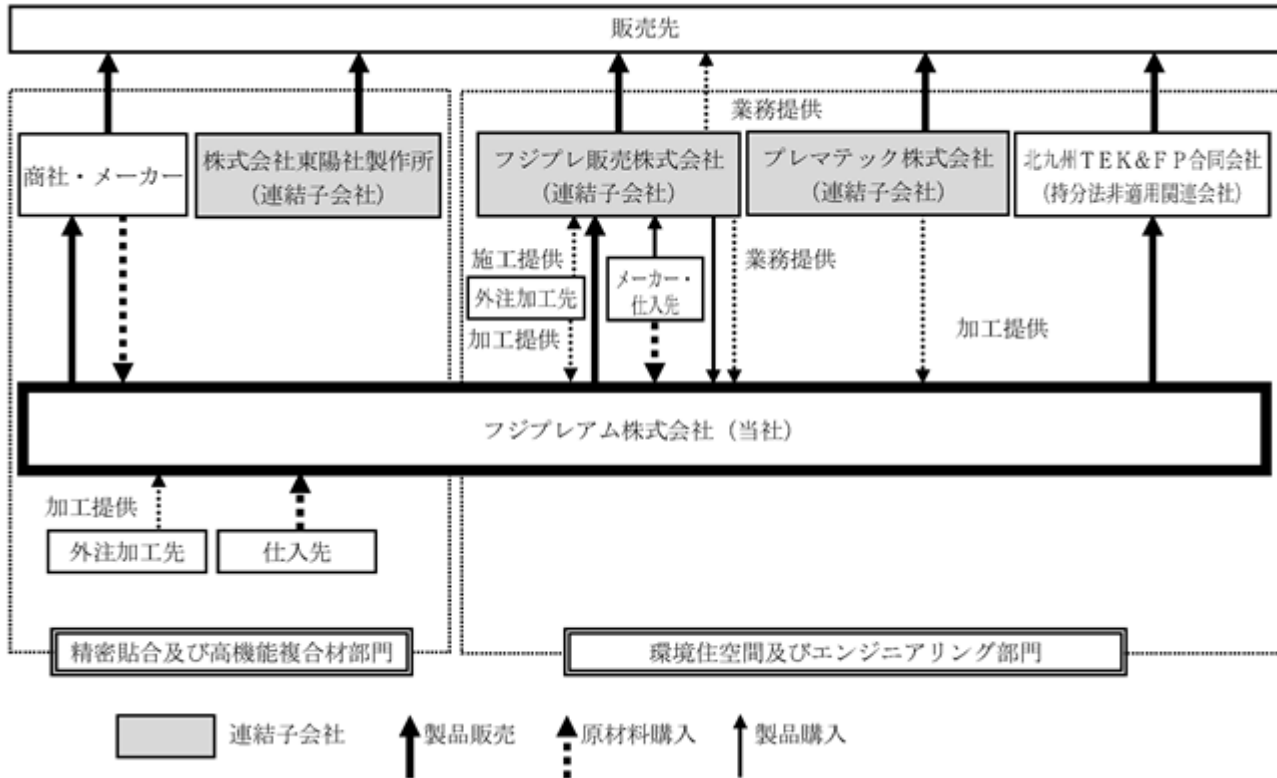 販売先
業務提供
商社・メーカー
株式会社東陽社製作所
(連結子会社)
フジプレ販売株式会社
(連結子会社)
プレマテック株式会社
(連結子会社)
北九州TEK&FP合同会社
(持分法非適用関連会社)
施工提供
外注加工先
加工提供
メーカー・
仕入先
業務提供
加工提供
フジプレアム株式会社(当社)
加工提供
外注加工先
仕入先
精密貼合及び高機能複合材部門
環境住空間及びエンジニアリング部門
連結子会社
製品販売
原材料購入
製品購入